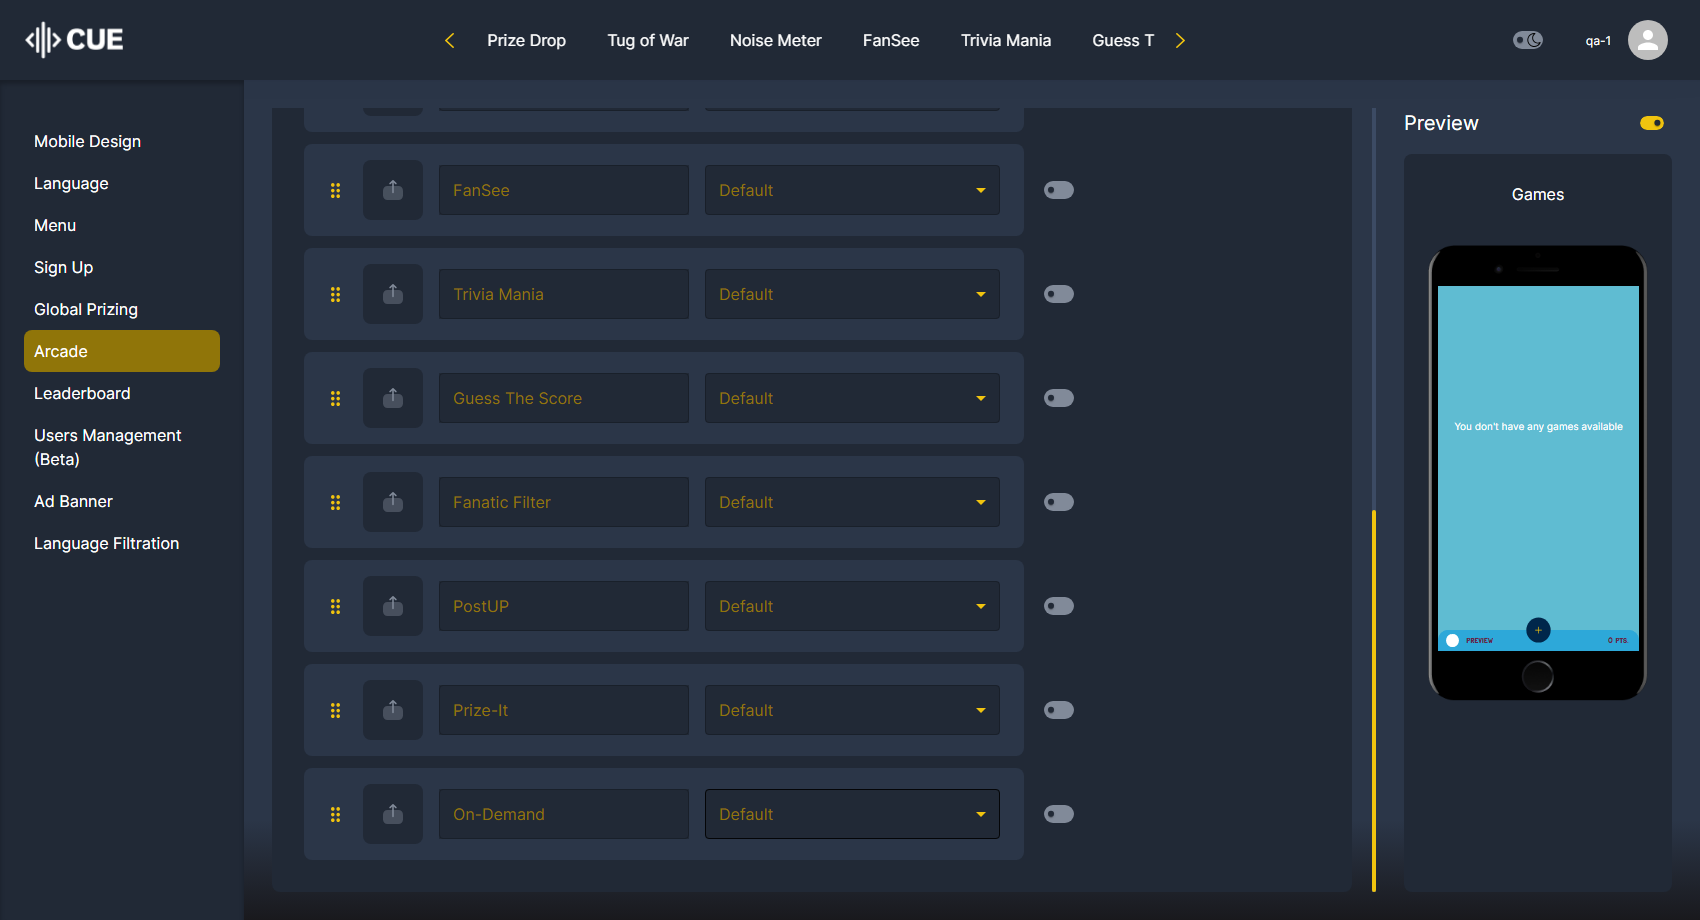 CUE
Prize Drop
Tug of War
Noise Meter
FanSee
Trivia Mania
Guess T
qa-1
Mobile Design
Language
Menu
Sign Up
Global Prizing
Arcade
Leaderboard
Users Management
(Beta)
Ad Banner
Language Filtration
FanSee
Default
Trivia Mania
Default
Guess The Score
Default
Fanatic Filter
Default
PostUP
Default
Prize-It
Default
On-Demand
Default
Preview
Games
You don't have any games available
PREVIEW
0 PTS.